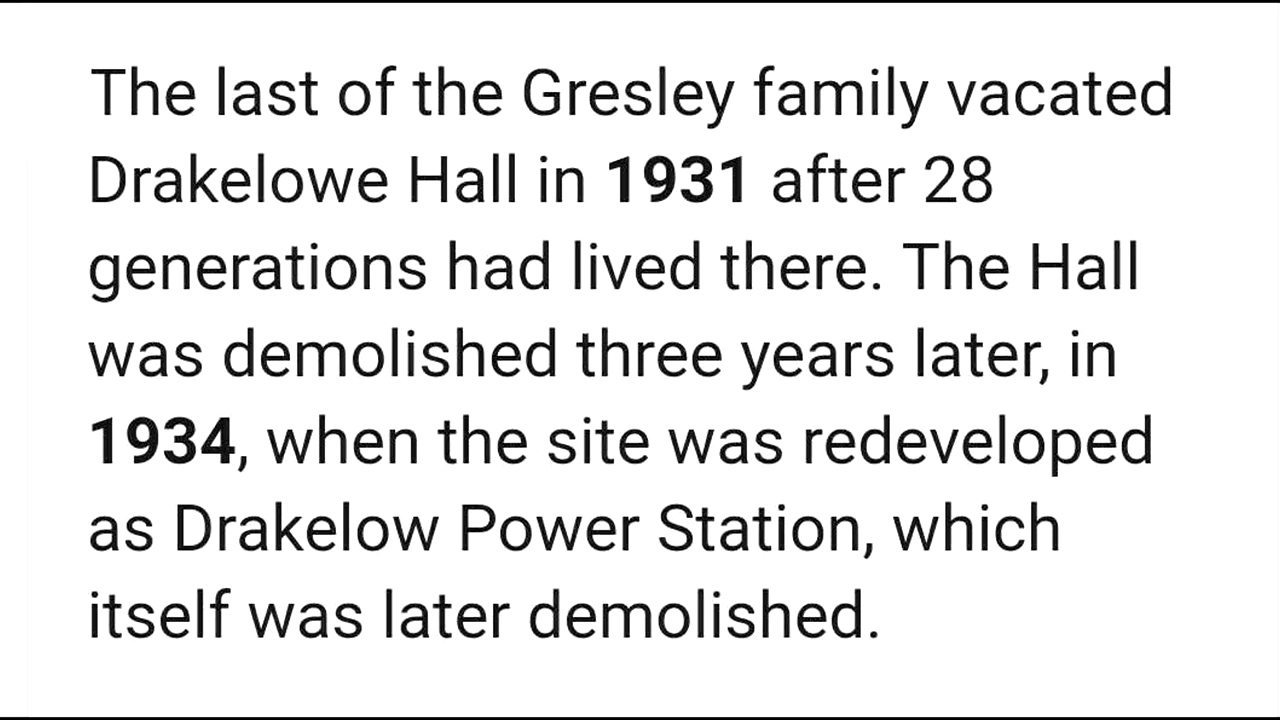 The last of the Gresley family vacated
Drakelowe Hall in 1931 after 28
generations had lived there. The Hall
was demolished three years later, in
1934, when the site was redeveloped
as Drakelow Power Station, which
itself was later demolished.